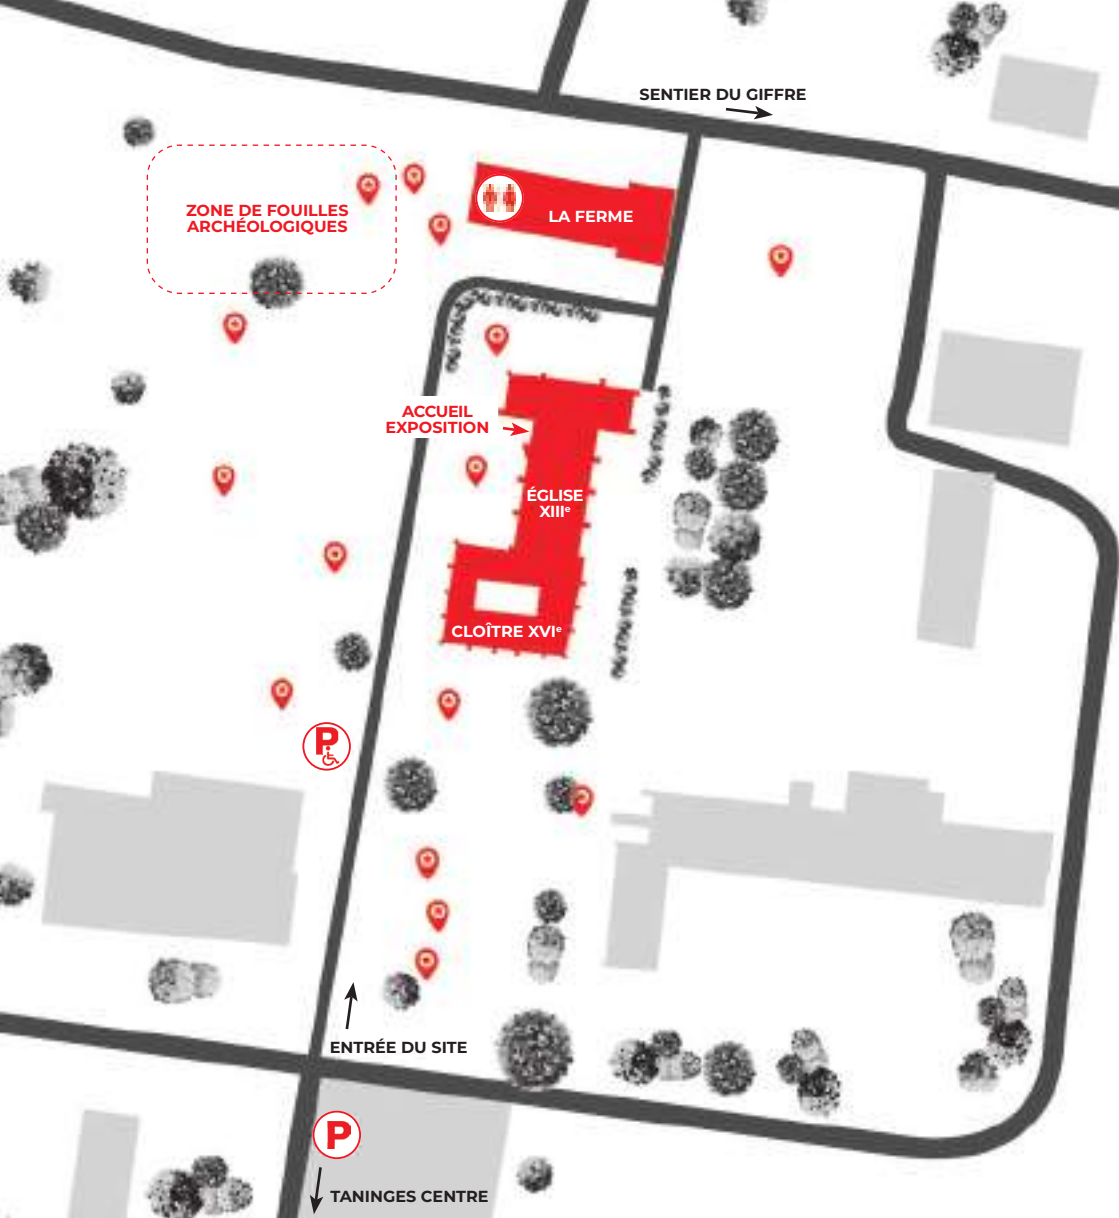 SENTIER DU GIFFRE
ZONE DE FOUILLES
ARCHÉOLOGIQUES
LA FERME
ACCUEIL
EXPOSITION
ÉGLISE
XIIIᵉ
CLOÎTRE XVIᵉ
P
ENTRÉE DU SITE
P
TANINGES CENTRE